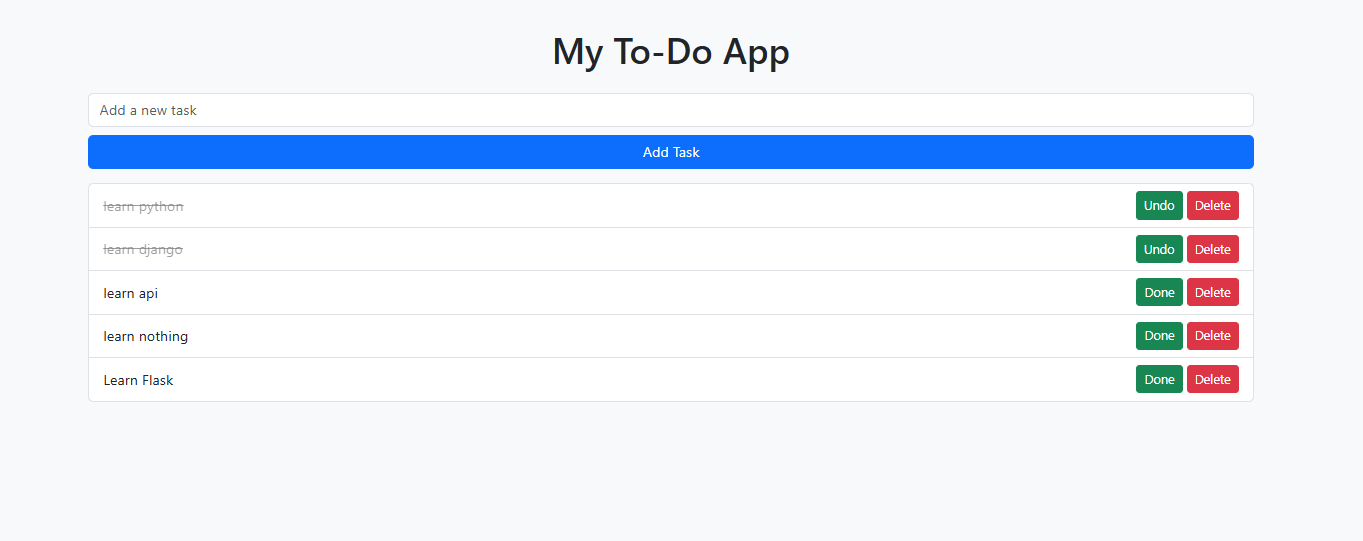 My To-Do App
Add a new task
Add Task
learn python Undo Delete
learn django Undo Delete
learn api Done Delete
learn nothing Done Delete
Learn Flask Done Delete